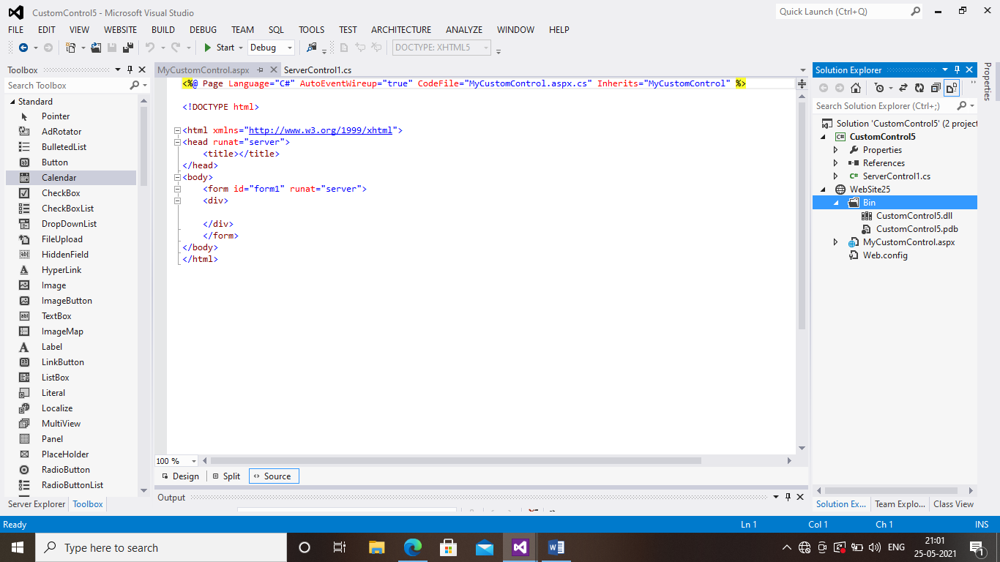 CustomControl5 - Microsoft Visual Studio
Quick Launch (Ctrl+Q)
FILE EDIT VIEW WEBSITE BUILD DEBUG TEAM SQL TOOLS TEST ARCHITECTURE ANALYZE WINDOW HELP
Start Debug DOCTYPE: XHTML5
Toolbox
Search Toolbox
Standard
Pointer
AdRotator
BulletedList
Button
Calendar
CheckBox
CheckBoxList
DropDownList
FileUpload
HiddenField
HyperLink
Image
ImageButton
TextBox
ImageMap
Label
LinkButton
ListBox
Literal
Localize
MultiView
Panel
PlaceHolder
RadioButton
RadioButtonList
Server Explorer Toolbox
MyCustomControl.aspx ServerControl1.cs
<%@ Page Language="C#" AutoEventWireup="true" CodeFile="MyCustomControl.aspx.cs" Inherits="MyCustomControl" %>
<!DOCTYPE html>
<html xmlns="http://www.w3.org/1999/xhtml">
<head runat="server">
<title></title>
</head>
<body>
<form id="form1" runat="server">
<div>
</div>
</form>
</body>
</html>
100 %
Design Split Source
Output
Solution Explorer
Search Solution Explorer (Ctrl+;)
Solution 'CustomControl5' (2 project
CustomControl5
Properties
References
ServerControl1.cs
WebSite25
Bin
CustomControl5.dll
CustomControl5.pdb
MyCustomControl.aspx
Web.config
Solution Ex... Team Explo... Class View
Properties
Ready Ln 1 Col 1 Ch 1 INS
Type here to search
ENG
21:01
25-05-2021
1